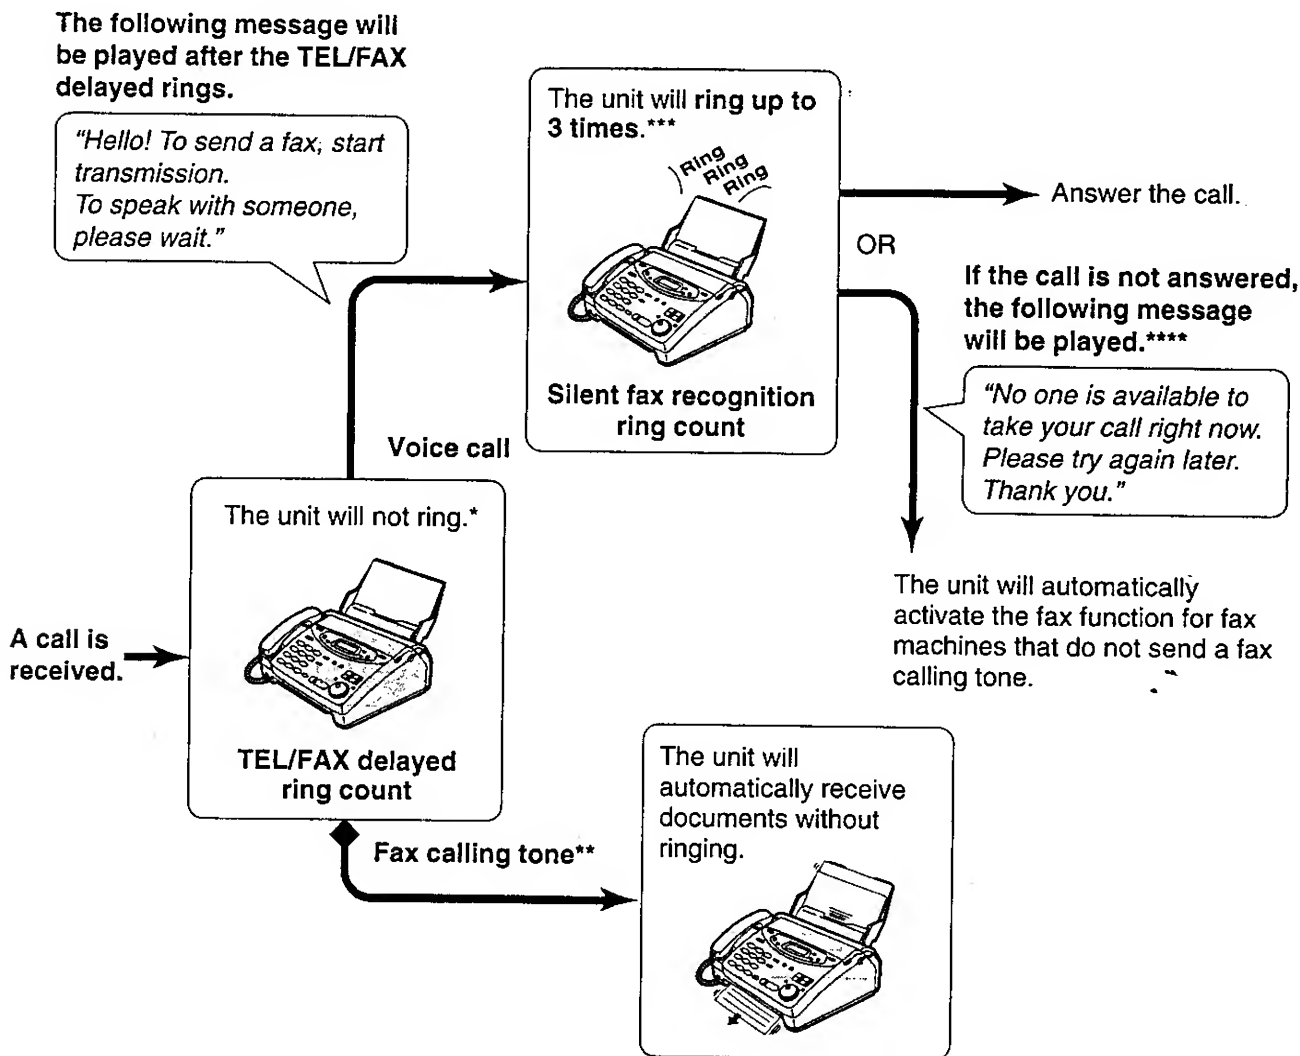 The following message will
be played after the TEL/FAX
delayed rings.
"Hello! To send a fax, start
transmission.
To speak with someone,
please wait."
The unit will ring up to
3 times.***
Ring
Ring
Ring
Silent fax recognition
ring count
Answer the call.
OR
If the call is not answered,
the following message
will be played.****
"No one is available to
take your call right now.
Please try again later.
Thank you."
The unit will automatically
activate the fax function for fax
machines that do not send a fax
calling tone.
Voice call
The unit will not ring.*
A call is
received.
TEL/FAX delayed
ring count
Fax calling tone**
The unit will
automatically receive
documents without
ringing.